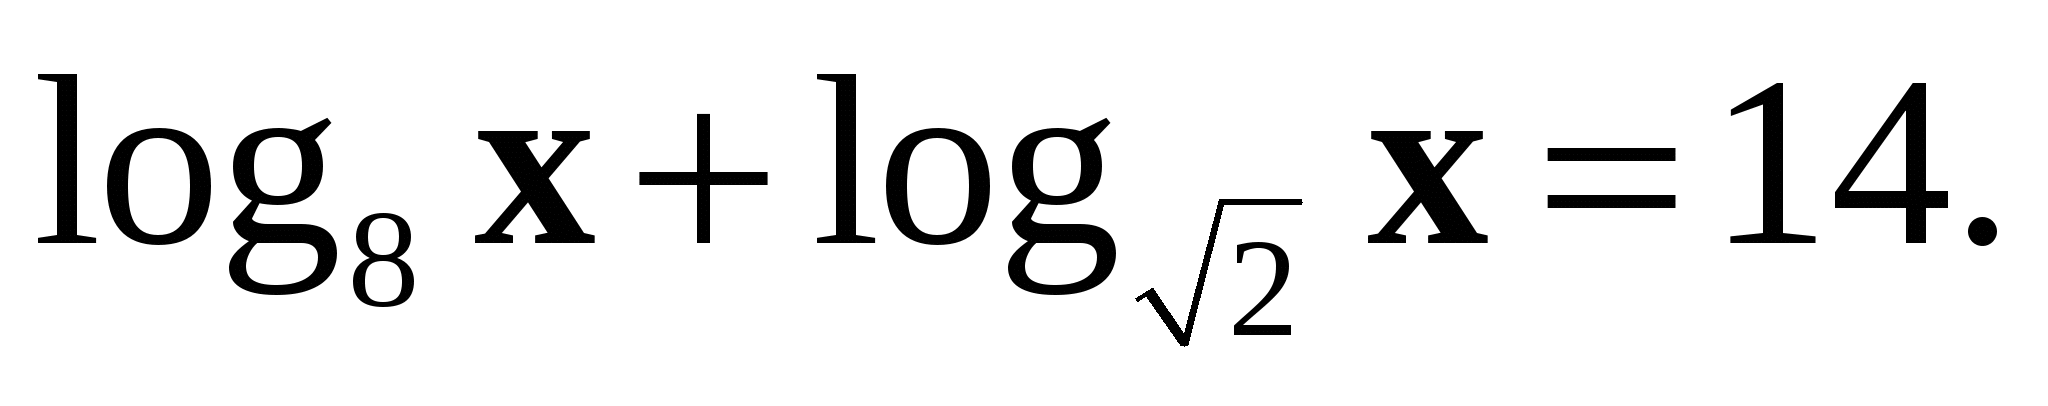 log₈ x + log_√2 x = 14.